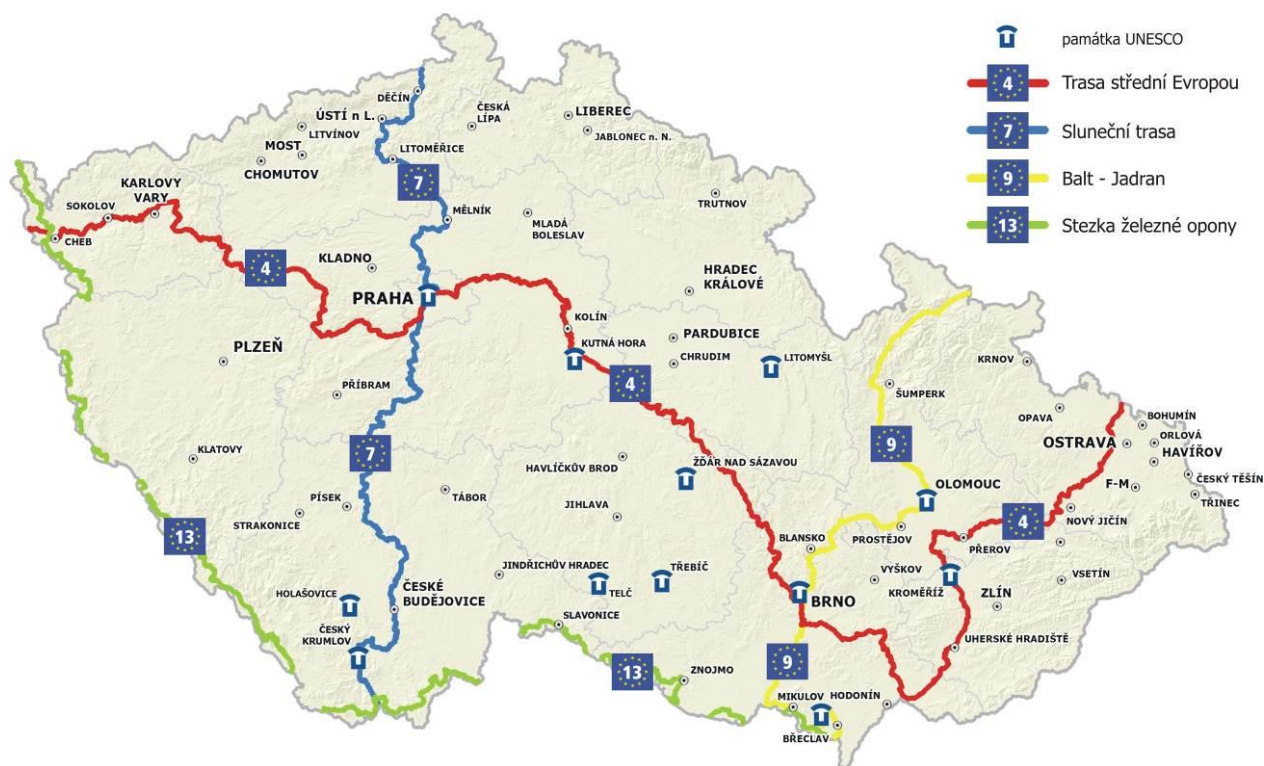 památka UNESCO
4
Trasa střední Evropou
7
Sluneční trasa
9
Balt - Jadran
13
Stezka železné opony
DĚČÍN
ÚSTÍ n L.
LITVÍNOV
ČESKÁ
LÍPA
LIBEREC
JABLONEC n. N.
MOST
CHOMUTOV
LITOMĚŘICE
7
KARLOVY
VARY
SOKOLOV
CHEB
MĚLNÍK
MLADÁ
BOLESLAV
TRUTNOV
4
KLADNO
PRAHA
HRADEC
KRÁLOVÉ
KOLÍN
KUTNÁ HORA
PARDUBICE
CHRUDIM
LITOMYŠL
PLZEŇ
PŘÍBRAM
4
ŠUMPERK
KRNOV
OPAVA
BOHUMÍN
ORLOVÁ
OSTRAVA
HAVÍŘOV
ČESKÝ TĚŠÍN
F-M
TŘINEC
7
9
KLATOVY
HAVLÍČKŮV BROD
ŽĎÁR NAD SÁZAVOU
OLOMOUC
PÍSEK
TÁBOR
STRAKONICE
JIHLAVA
4
NOVÝ JIČÍN
13
PROSTĚJOV
PŘEROV
BLANSKO
VYŠKOV
KROMĚŘÍŽ
VSETÍN
ZLÍN
JINDŘICHŮV HRADEC
TELČ
TŘEBÍČ
BRNO
HOLAŠOVICE
ČESKÉ
BUDĚJOVICE
ČESKÝ
KRUMLOV
SLAVONICE
UHERSKÉ HRADIŠTĚ
13
ZNOJMO
9
MIKULOV
HODONÍN
BŘECLAV